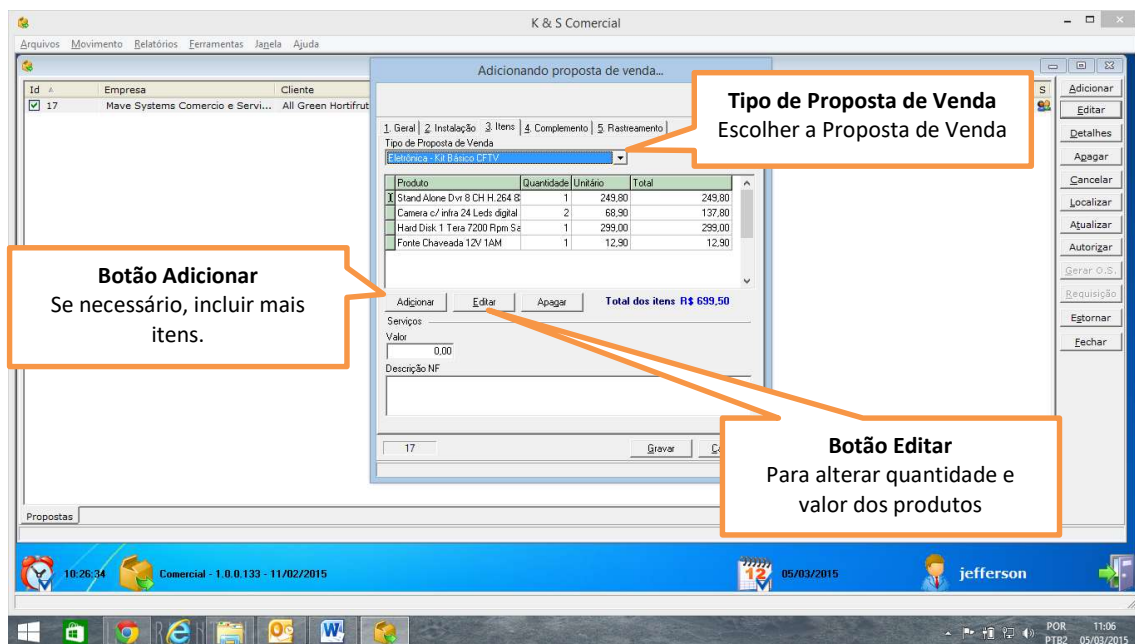 K & S Comercial
Arquivos Movimento Relatórios Ferramentas Janela Ajuda
Id Empresa Cliente S
17 Mave Systems Comercio e Servi... All Green Hortifrut
Adicionando proposta de venda...
1. Geral 2. Instalação 3. Itens 4. Complemento 5. Rastreamento
Tipo de Proposta de Venda
Eletrônica - Kit Básico CFTV
Produto Quantidade Unitário Total
Stand Alone Dvr 8 CH H.264 8 1 249,80 249,80
Camera c/ infra 24 Leds digital 2 68,90 137,80
Hard Disk 1 Tera 7200 Rpm Sa 1 299,00 299,00
Fonte Chaveada 12V 1AM 1 12,90 12,90
Adicionar Editar Apagar Total dos itens R$ 699,50
Serviços
Valor
0,00
Descrição NF
17 Gravar
Tipo de Proposta de Venda
Escolher a Proposta de Venda
Botão Adicionar
Se necessário, incluir mais
itens.
Botão Editar
Para alterar quantidade e
valor dos produtos
Adicionar
Editar
Detalhes
Apagar
Cancelar
Localizar
Atualizar
Autorizar
Gerar O.S.
Requisição
Estornar
Fechar
Propostas
10:26:34 Comercial - 1.0.0.133 - 11/02/2015 12 05/03/2015 jefferson
POR 11:06
PTB2 05/03/2015